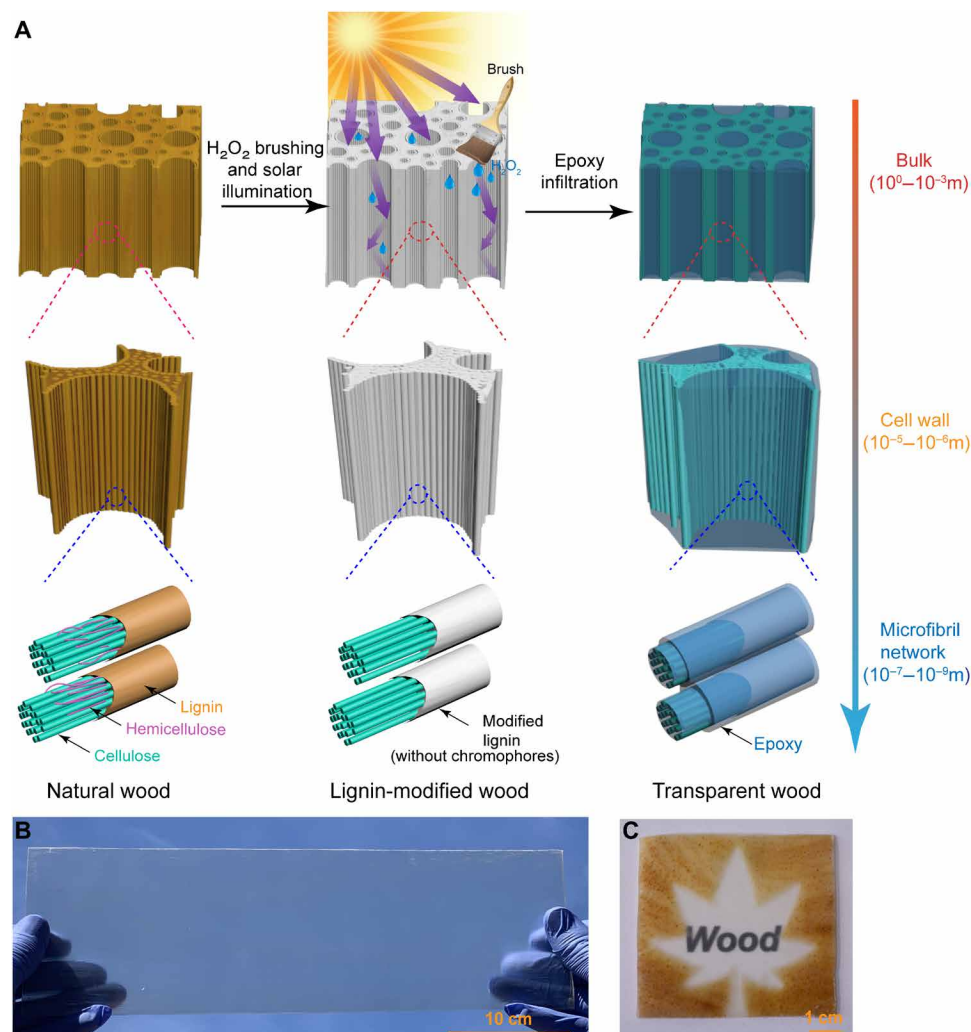 A
Brush
H₂O₂ brushing
and solar
illumination
H₂O₂
Epoxy
infiltration
Bulk
(10⁰–10⁻³m)
Cell wall
(10⁻⁵–10⁻⁶m)
Microfibril
network
(10⁻⁷–10⁻⁹m)
Lignin
Hemicellulose
Cellulose
Modified
lignin
(without chromophores)
Epoxy
Natural wood
Lignin-modified wood
Transparent wood
B
10 cm
C
Wood
1 cm